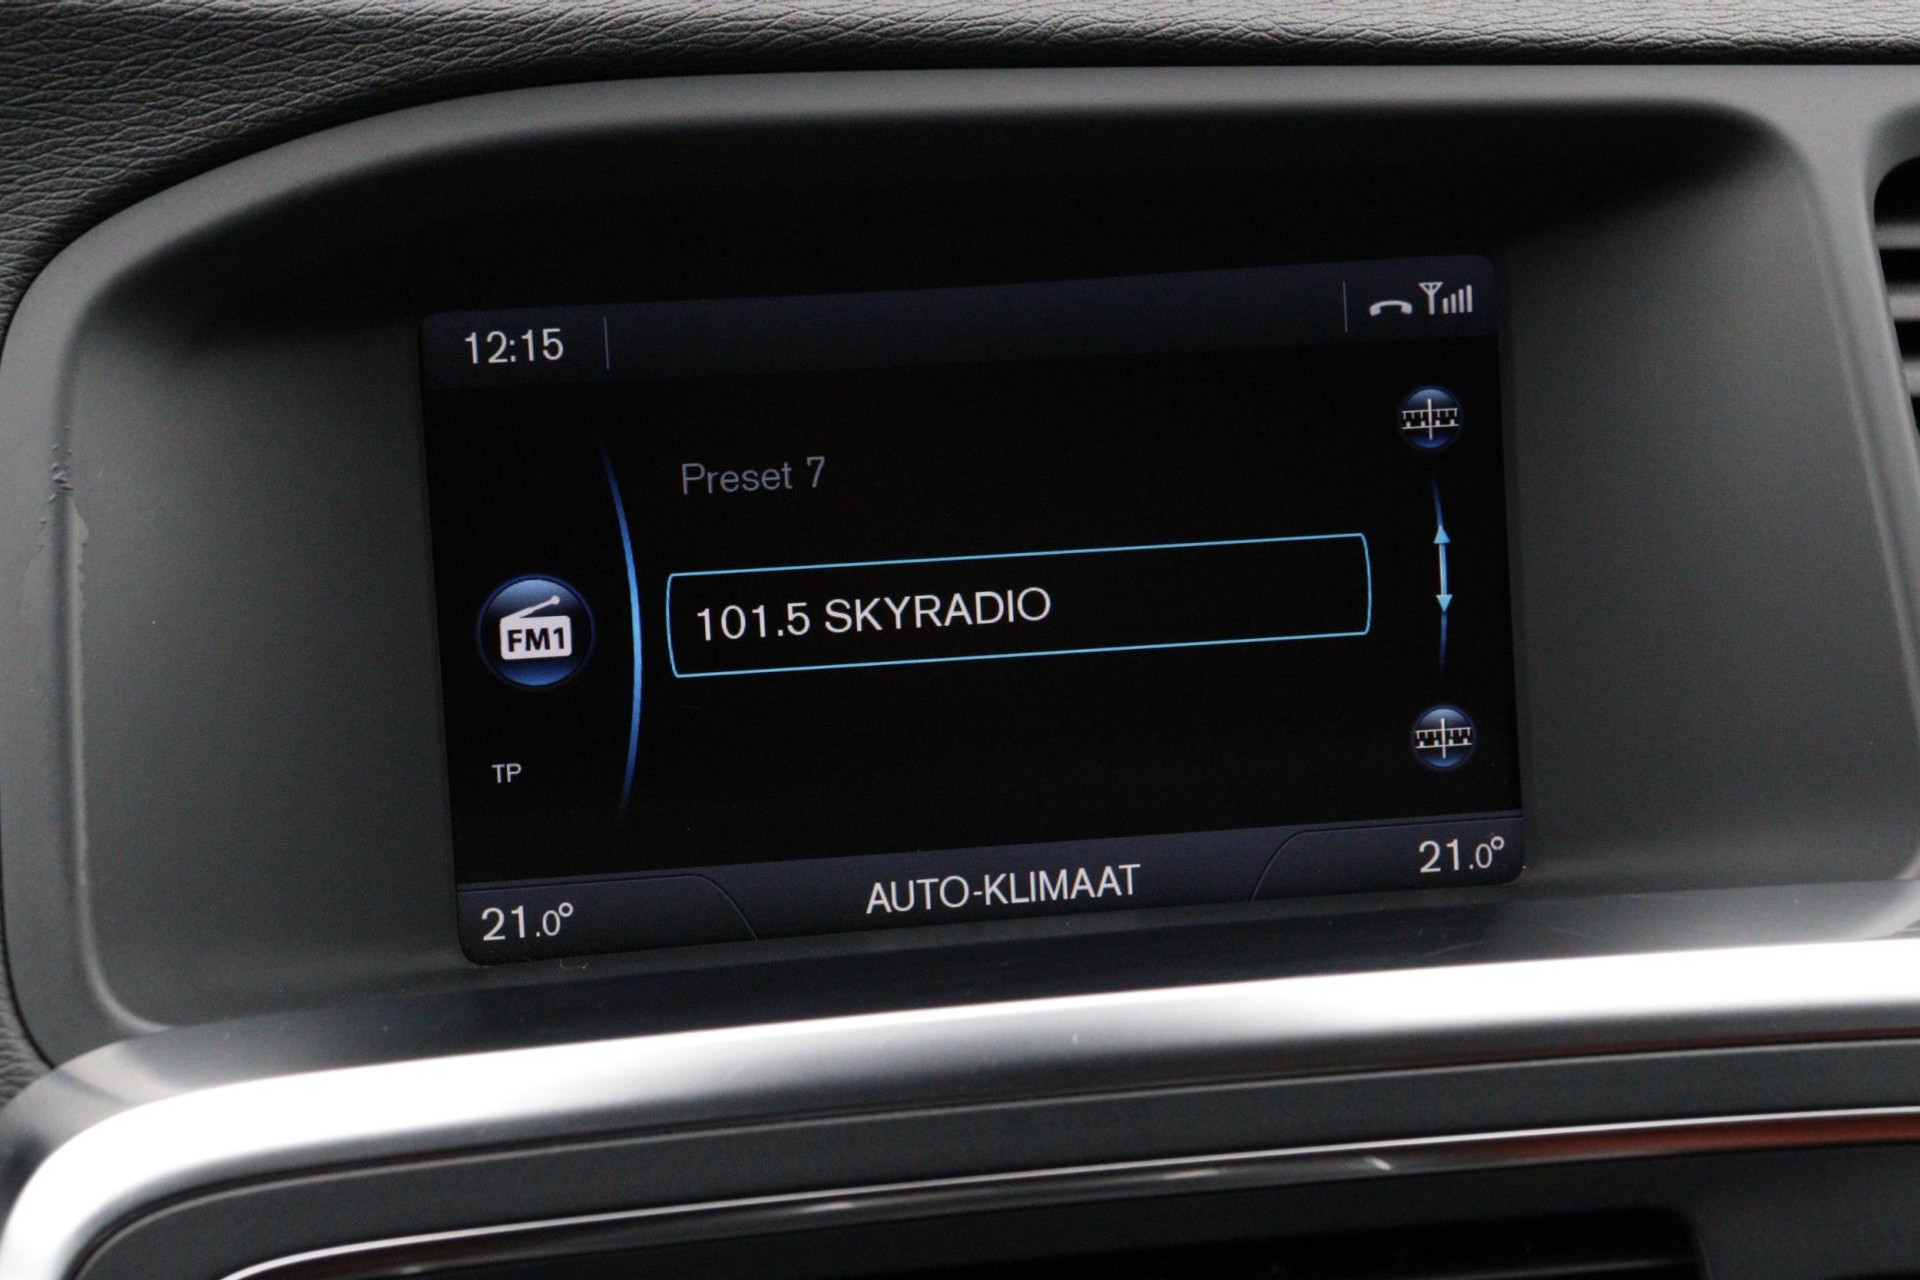 12:15
Preset 7
101.5 SKYRADIO
FM1
TP
21.0°
AUTO-KLIMAAT
21.0°